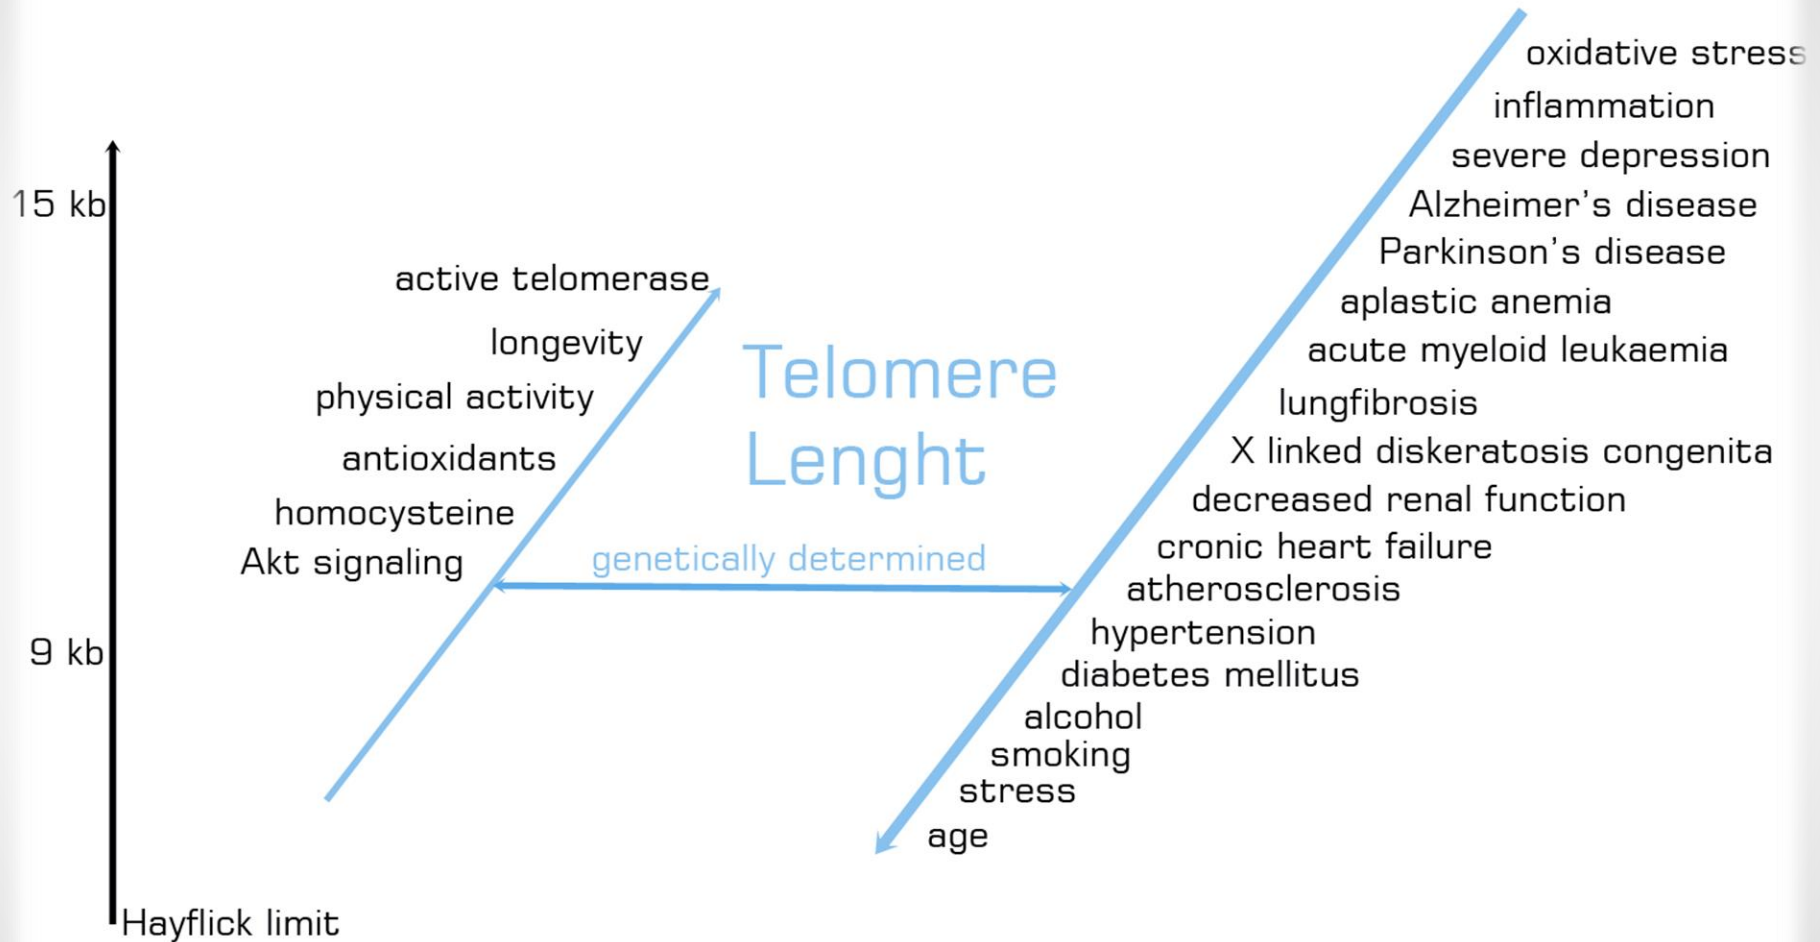 15 kb
9 kb
Hayflick limit
active telomerase
longevity
physical activity
antioxidants
homocysteine
Akt signaling
Telomere
Lenght
genetically determined
oxidative stress
inflammation
severe depression
Alzheimer's disease
Parkinson's disease
aplastic anemia
acute myeloid leukaemia
lungfibrosis
X linked diskeratosis congenita
decreased renal function
cronic heart failure
atherosclerosis
hypertension
diabetes mellitus
alcohol
smoking
stress
age